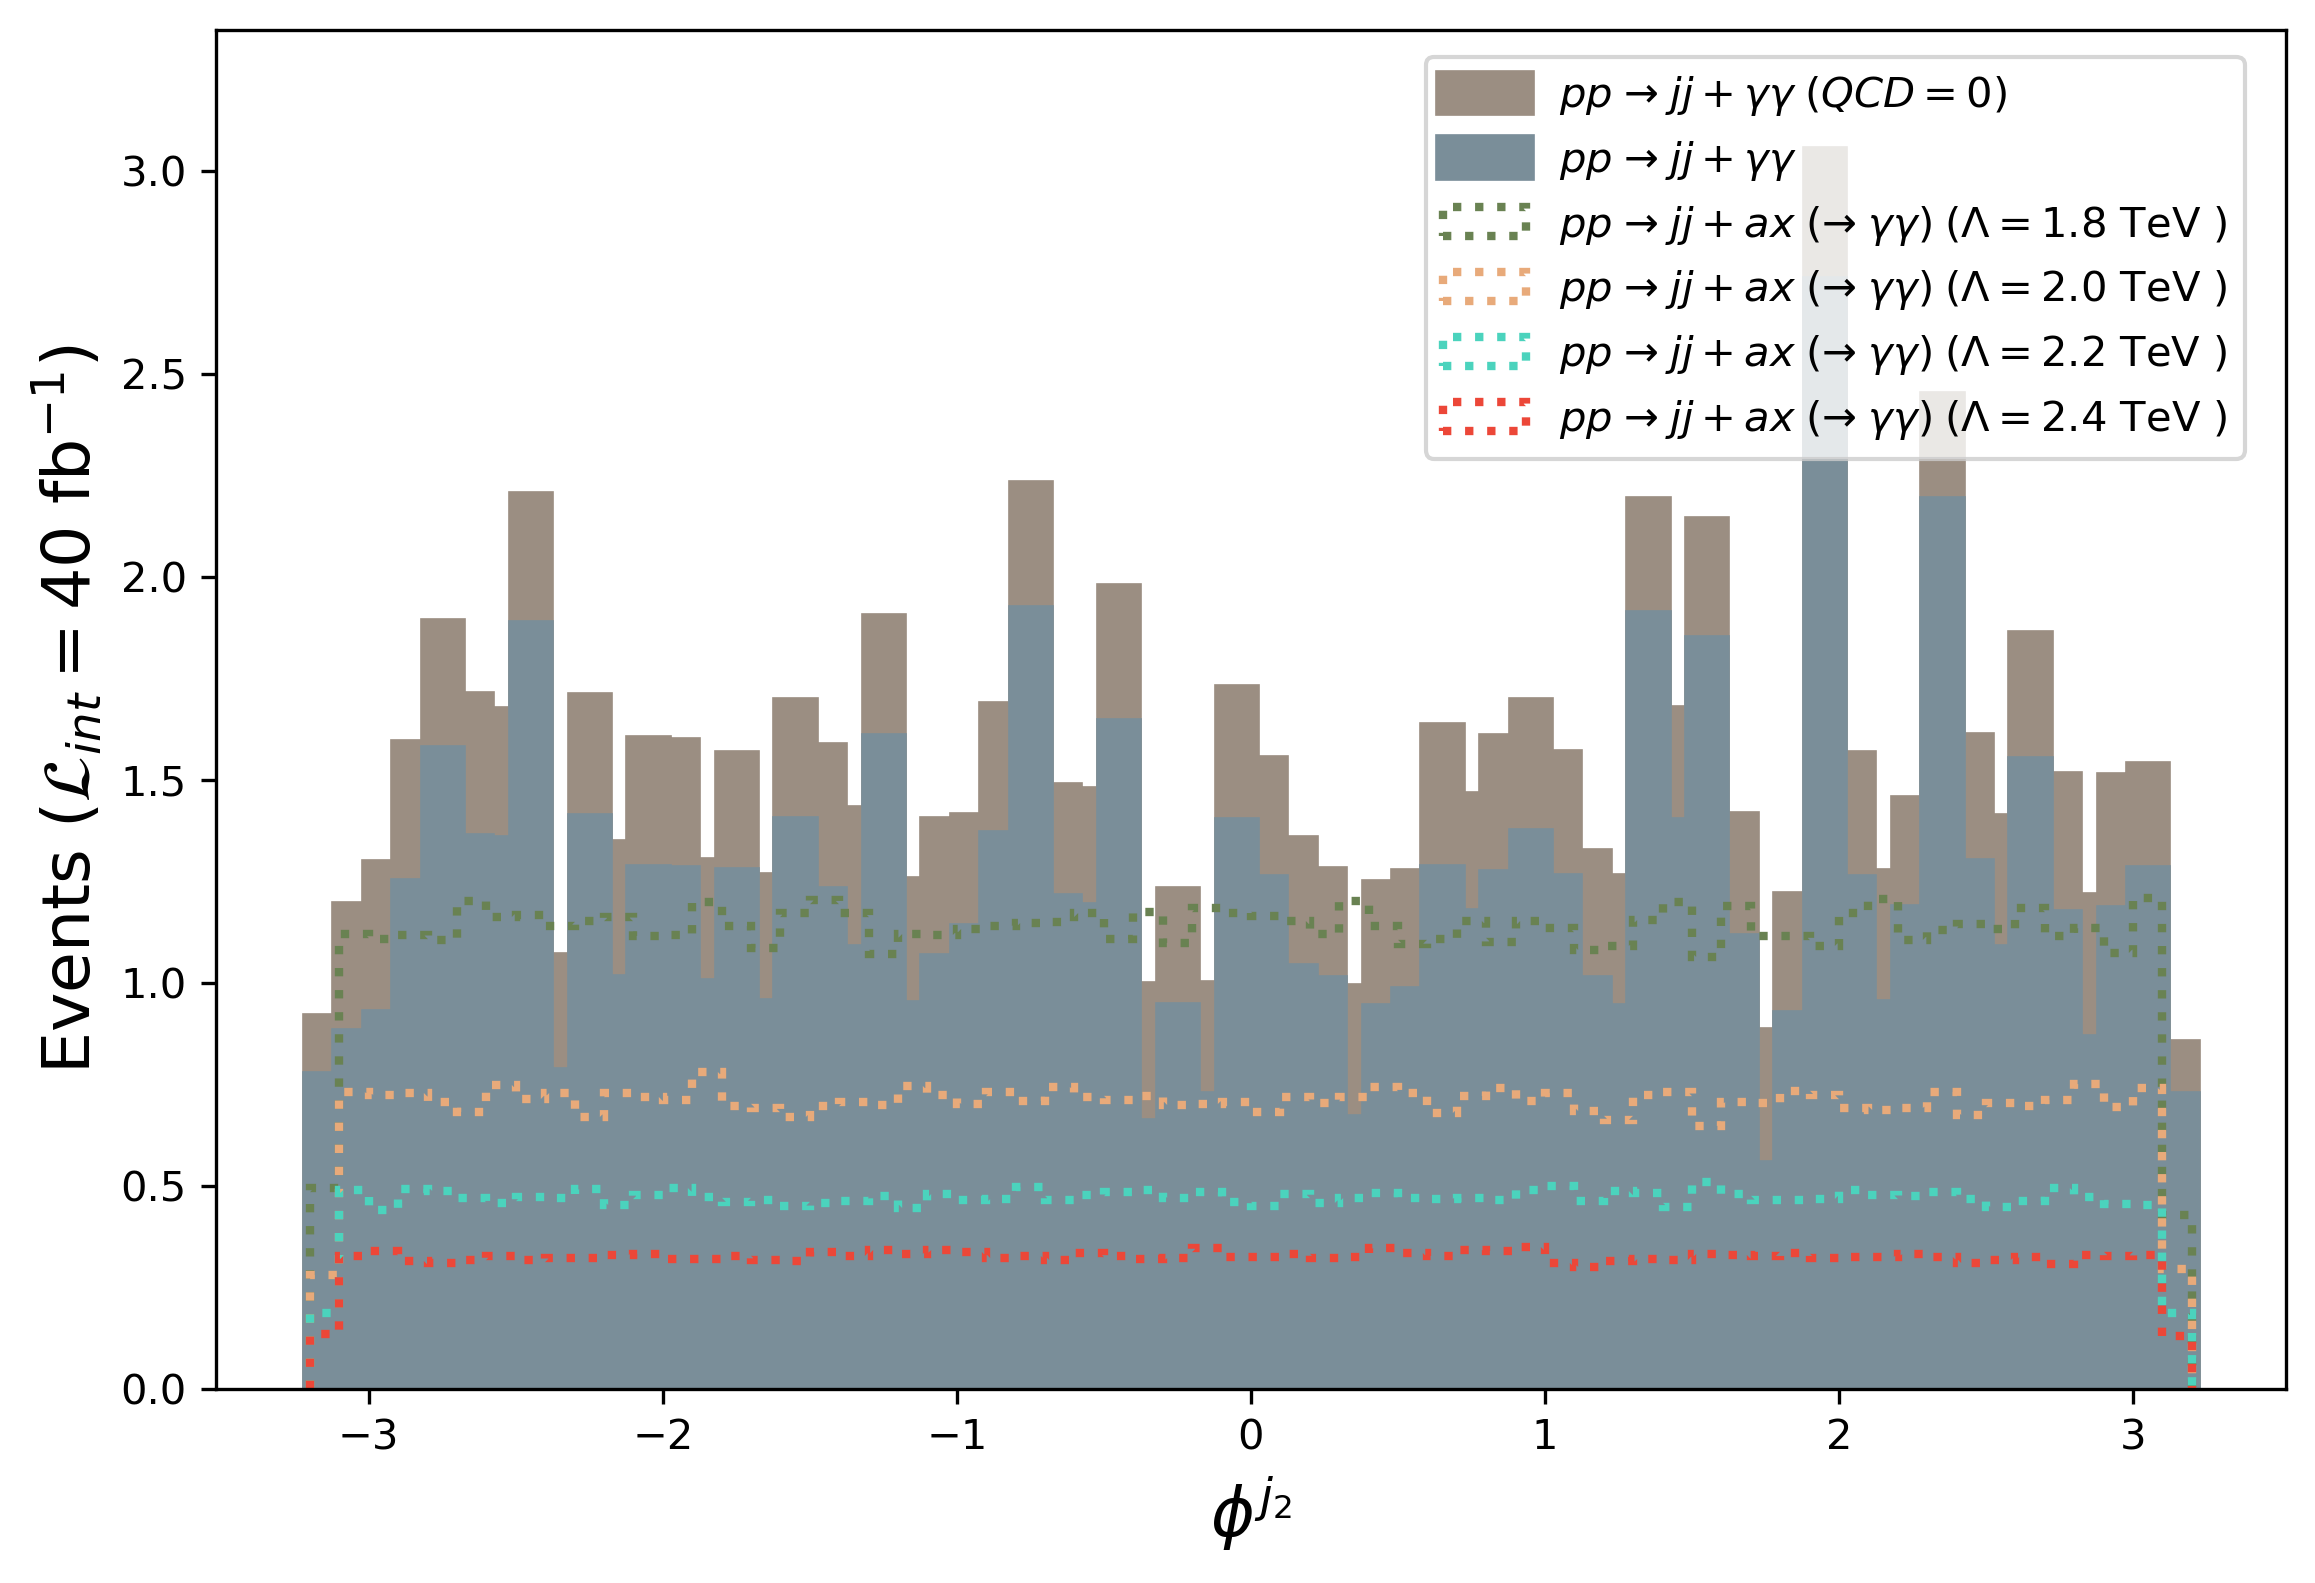 Events (ℒ_int = 40 fb⁻¹)
3.0
2.5
2.0
1.5
1.0
0.5
0.0
−3 −2 −1 0 1 2 3
ϕ^{j₂}
pp → jj + γγ (QCD = 0)
pp → jj + γγ
pp → jj + ax (→ γγ) (Λ = 1.8 TeV )
pp → jj + ax (→ γγ) (Λ = 2.0 TeV )
pp → jj + ax (→ γγ) (Λ = 2.2 TeV )
pp → jj + ax (→ γγ) (Λ = 2.4 TeV )